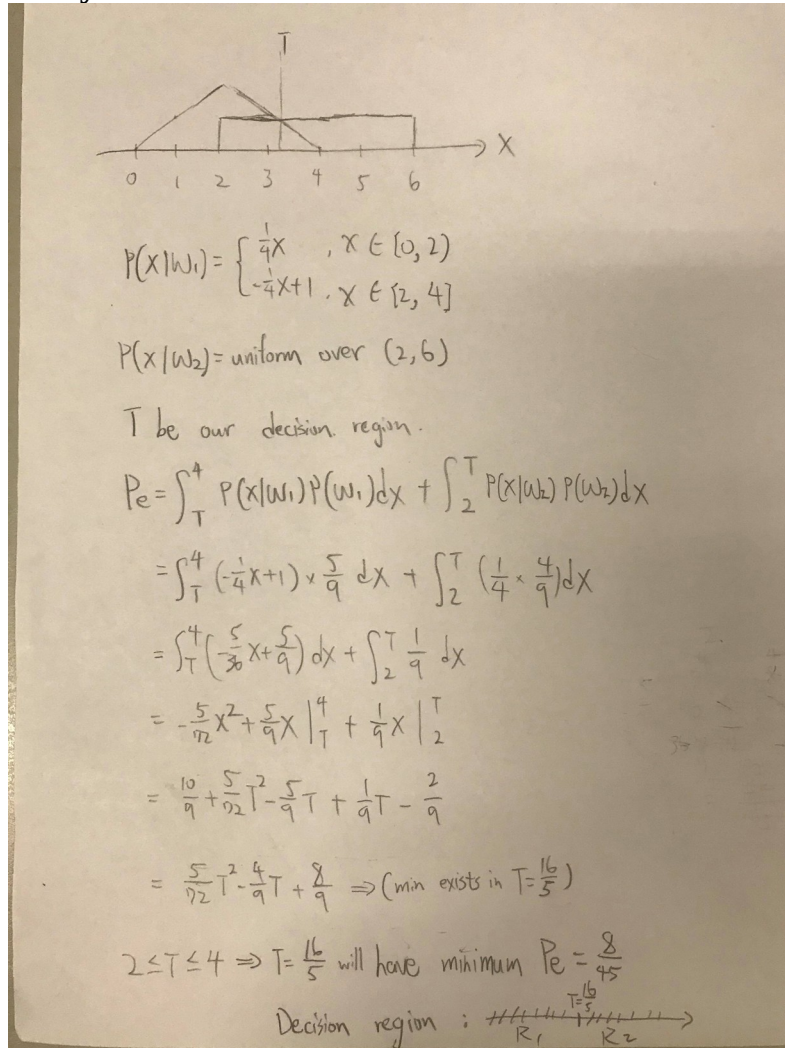 T
X
0 1 2 3 4 5 6
P(X|W₁) = { ¼x , x ∈ [0, 2)
-¼x+1 , x ∈ [2, 4]
P(X|W₂) = uniform over (2,6)
T be our decision region.
Pe = ∫_T^4 P(X|W₁)P(W₁)dx + ∫_2^T P(X|W₂)P(W₂)dx
= ∫_T^4 (-¼x+1) × 5/9 dx + ∫_2^T (¼ × 4/9)dx
= ∫_T^4 (-5/36 x + 5/9) dx + ∫_2^T 1/9 dx
= -5/72 x² + 5/9 x |_T^4 + 1/9 x |_2^T
= 10/9 + 5/72 T² - 5/9 T + 1/9 T - 2/9
= 5/72 T² - 4/9 T + 8/9 ⇒ (min exists in T=16/5)
2 ≤ T ≤ 4 ⇒ T = 16/5 will have minimum Pe = 8/45
T=16/5
Decision region :
R₁ R₂